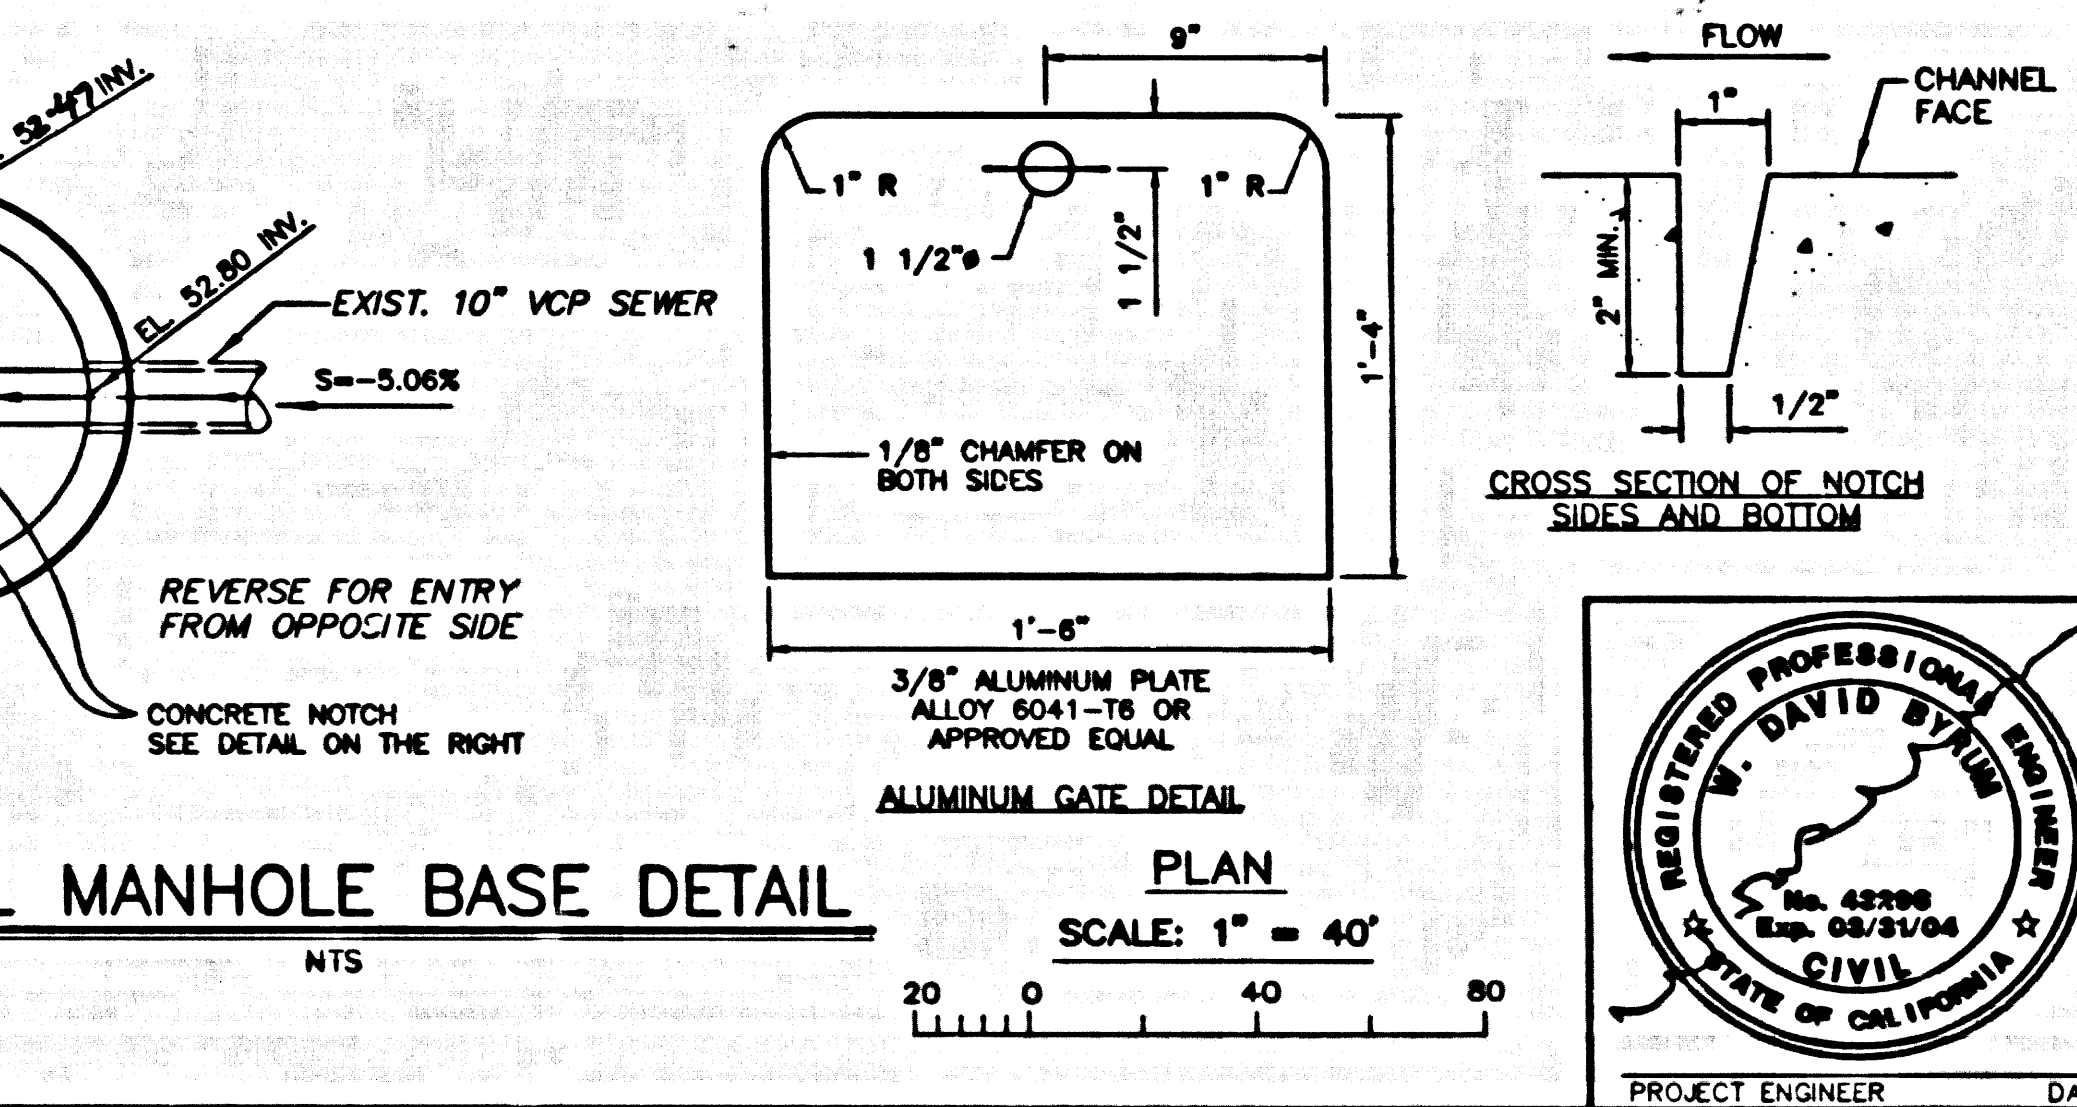 52.47 INV.
EL 52.80 INV.
EXIST. 10" VCP SEWER
S=-5.06%
REVERSE FOR ENTRY
FROM OPPOSITE SIDE
CONCRETE NOTCH
SEE DETAIL ON THE RIGHT
MANHOLE BASE DETAIL
NTS
9"
1" R
1" R
1 1/2"ø
1 1/2"
1'-4"
1/8" CHAMFER ON
BOTH SIDES
1'-6"
3/8" ALUMINUM PLATE
ALLOY 6041-T6 OR
APPROVED EQUAL
ALUMINUM GATE DETAIL
PLAN
SCALE: 1" = 40'
20 0 40 80
FLOW
CHANNEL
FACE
1"
2" MIN.
1/2"
CROSS SECTION OF NOTCH
SIDES AND BOTTOM
REGISTERED PROFESSIONAL ENGINEER
W. DAVID BYRUM
No. 43296
Exp. 03/31/04
CIVIL
STATE OF CALIFORNIA
PROJECT ENGINEER
DA